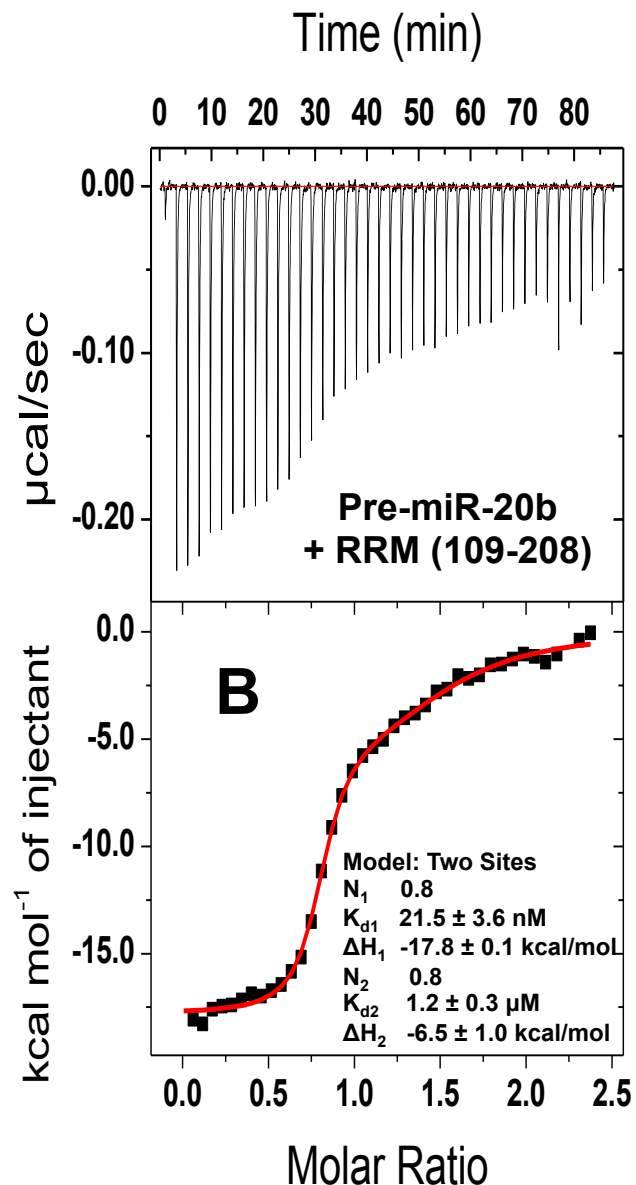 Time (min)
0 10 20 30 40 50 60 70 80
0.00
-0.10
-0.20
μcal/sec
Pre-miR-20b
+ RRM (109-208)
0.0
-5.0
-10.0
-15.0
kcal mol⁻¹ of injectant
B
Model: Two Sites
N₁ 0.8
K_d1 21.5 ± 3.6 nM
ΔH₁ -17.8 ± 0.1 kcal/mol
N₂ 0.8
K_d2 1.2 ± 0.3 μM
ΔH₂ -6.5 ± 1.0 kcal/mol
0.0 0.5 1.0 1.5 2.0 2.5
Molar Ratio